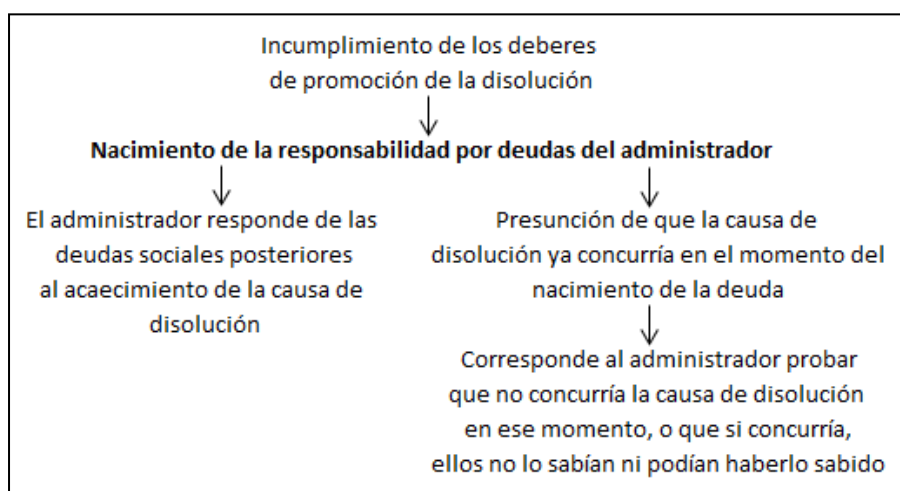 Incumplimiento de los deberes
de promoción de la disolución
Nacimiento de la responsabilidad por deudas del administrador
El administrador responde de las
deudas sociales posteriores
al acaecimiento de la causa de
disolución
Presunción de que la causa de
disolución ya concurría en el momento del
nacimiento de la deuda
Corresponde al administrador probar
que no concurría la causa de disolución
en ese momento, o que si concurría,
ellos no lo sabían ni podían haberlo sabido